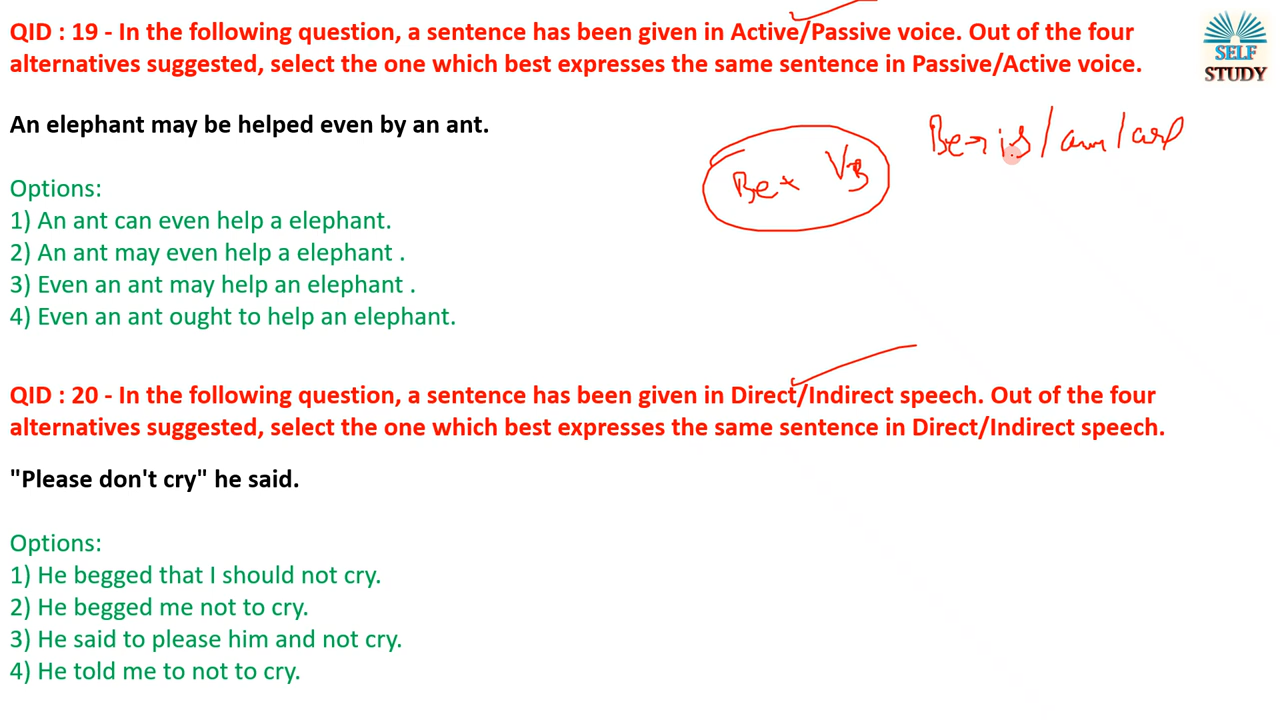 QID : 19 - In the following question, a sentence has been given in Active/Passive voice. Out of the four
alternatives suggested, select the one which best expresses the same sentence in Passive/Active voice.
SELF
STUDY
An elephant may be helped even by an ant.
Be → is / am / are
Be + V3
Options:
1) An ant can even help a elephant.
2) An ant may even help a elephant .
3) Even an ant may help an elephant .
4) Even an ant ought to help an elephant.
QID : 20 - In the following question, a sentence has been given in Direct/Indirect speech. Out of the four
alternatives suggested, select the one which best expresses the same sentence in Direct/Indirect speech.
"Please don't cry" he said.
Options:
1) He begged that I should not cry.
2) He begged me not to cry.
3) He said to please him and not cry.
4) He told me to not to cry.